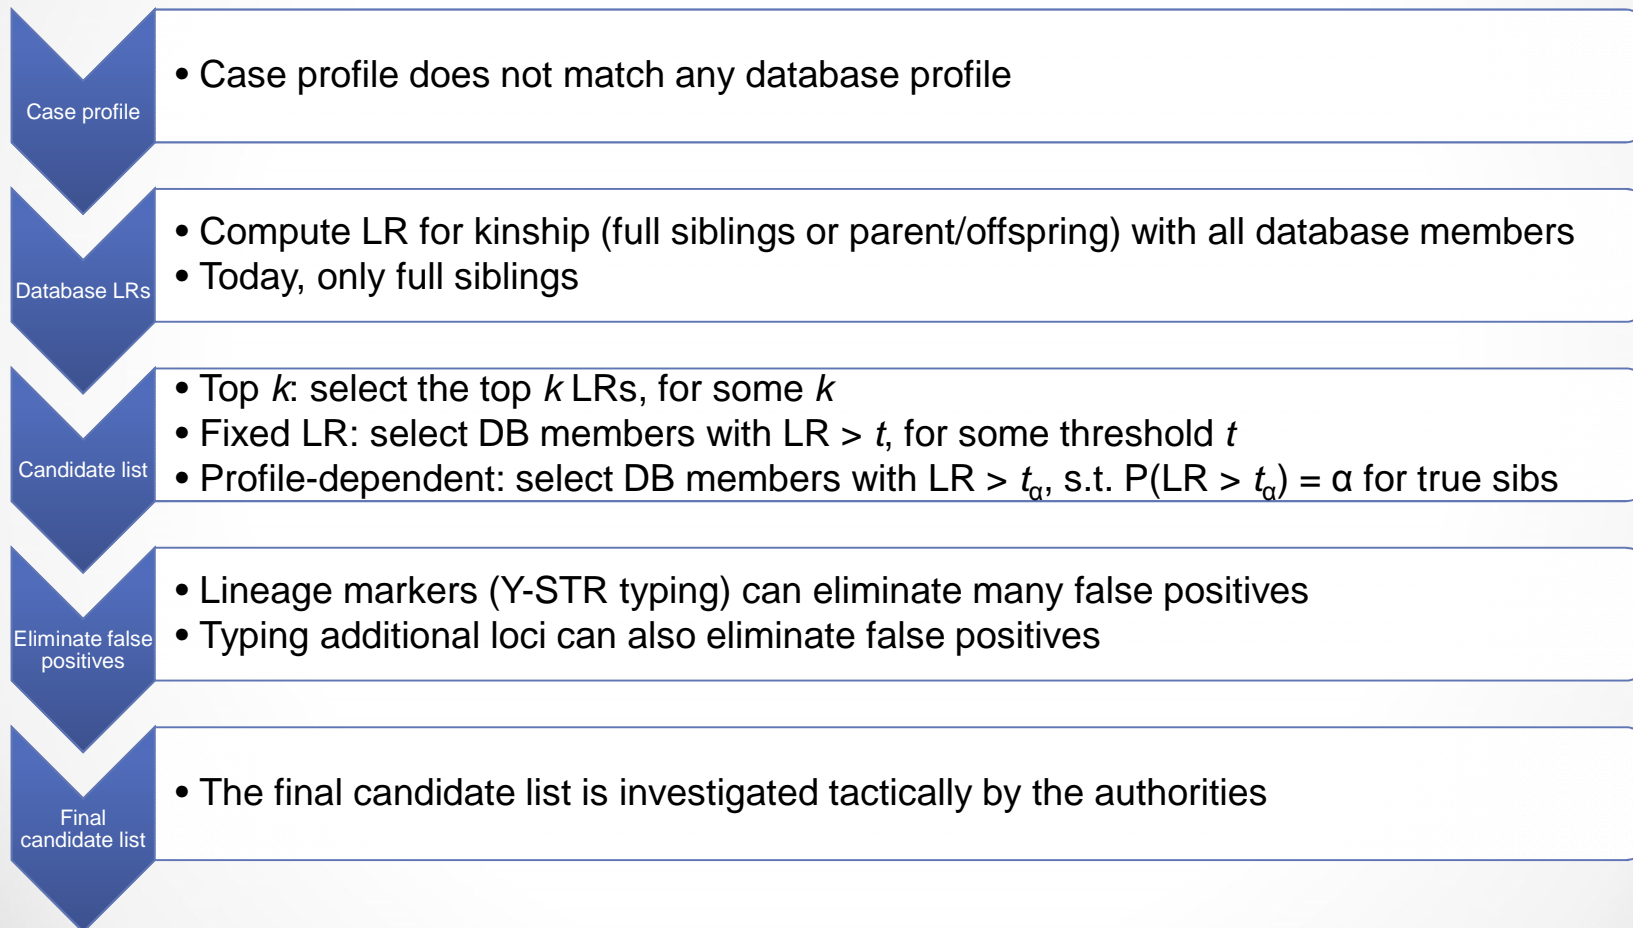 Case profile
• Case profile does not match any database profile
Database LRs
• Compute LR for kinship (full siblings or parent/offspring) with all database members
• Today, only full siblings
Candidate list
• Top k: select the top k LRs, for some k
• Fixed LR: select DB members with LR > t, for some threshold t
• Profile-dependent: select DB members with LR > tα, s.t. P(LR > tα) = α for true sibs
Eliminate false
positives
• Lineage markers (Y-STR typing) can eliminate many false positives
• Typing additional loci can also eliminate false positives
Final
candidate list
• The final candidate list is investigated tactically by the authorities